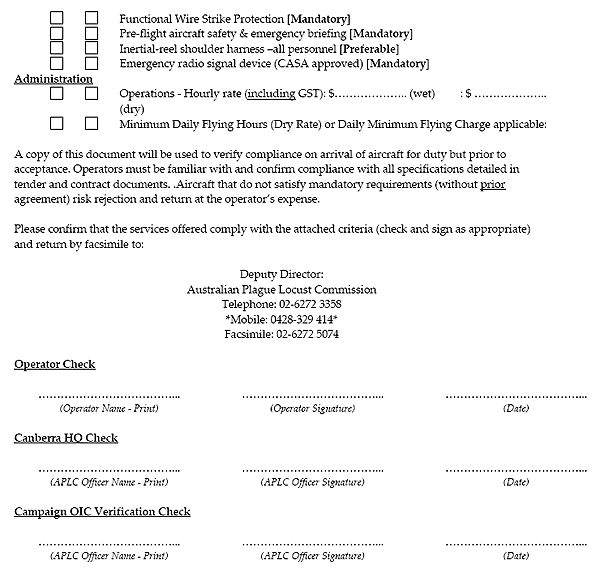 Functional Wire Strike Protection [Mandatory]
Pre-flight aircraft safety & emergency briefing [Mandatory]
Inertial-reel shoulder harness –all personnel [Preferable]
Emergency radio signal device (CASA approved) [Mandatory]
Administration
Operations - Hourly rate (including GST): $……………….. (wet) : $ ………………..
(dry)
Minimum Daily Flying Hours (Dry Rate) or Daily Minimum Flying Charge applicable:
A copy of this document will be used to verify compliance on arrival of aircraft for duty but prior to
acceptance. Operators must be familiar with and confirm compliance with all specifications detailed in
tender and contract documents. .Aircraft that do not satisfy mandatory requirements (without prior
agreement) risk rejection and return at the operator's expense.
Please confirm that the services offered comply with the attached criteria (check and sign as appropriate)
and return by facsimile to:
Deputy Director:
Australian Plague Locust Commission
Telephone: 02-6272 3358
*Mobile: 0428-329 414*
Facsimile: 02-6272 5074
Operator Check
………………………………... ………………………………... ………………………………...
(Operator Name - Print) (Operator Signature) (Date)
Canberra HQ Check
………………………………... ………………………………... ………………………………...
(APLC Officer Name - Print) (APLC Officer Signature) (Date)
Campaign OIC Verification Check
………………………………... ………………………………... ………………………………...
(APLC Officer Name - Print) (APLC Officer Signature) (Date)